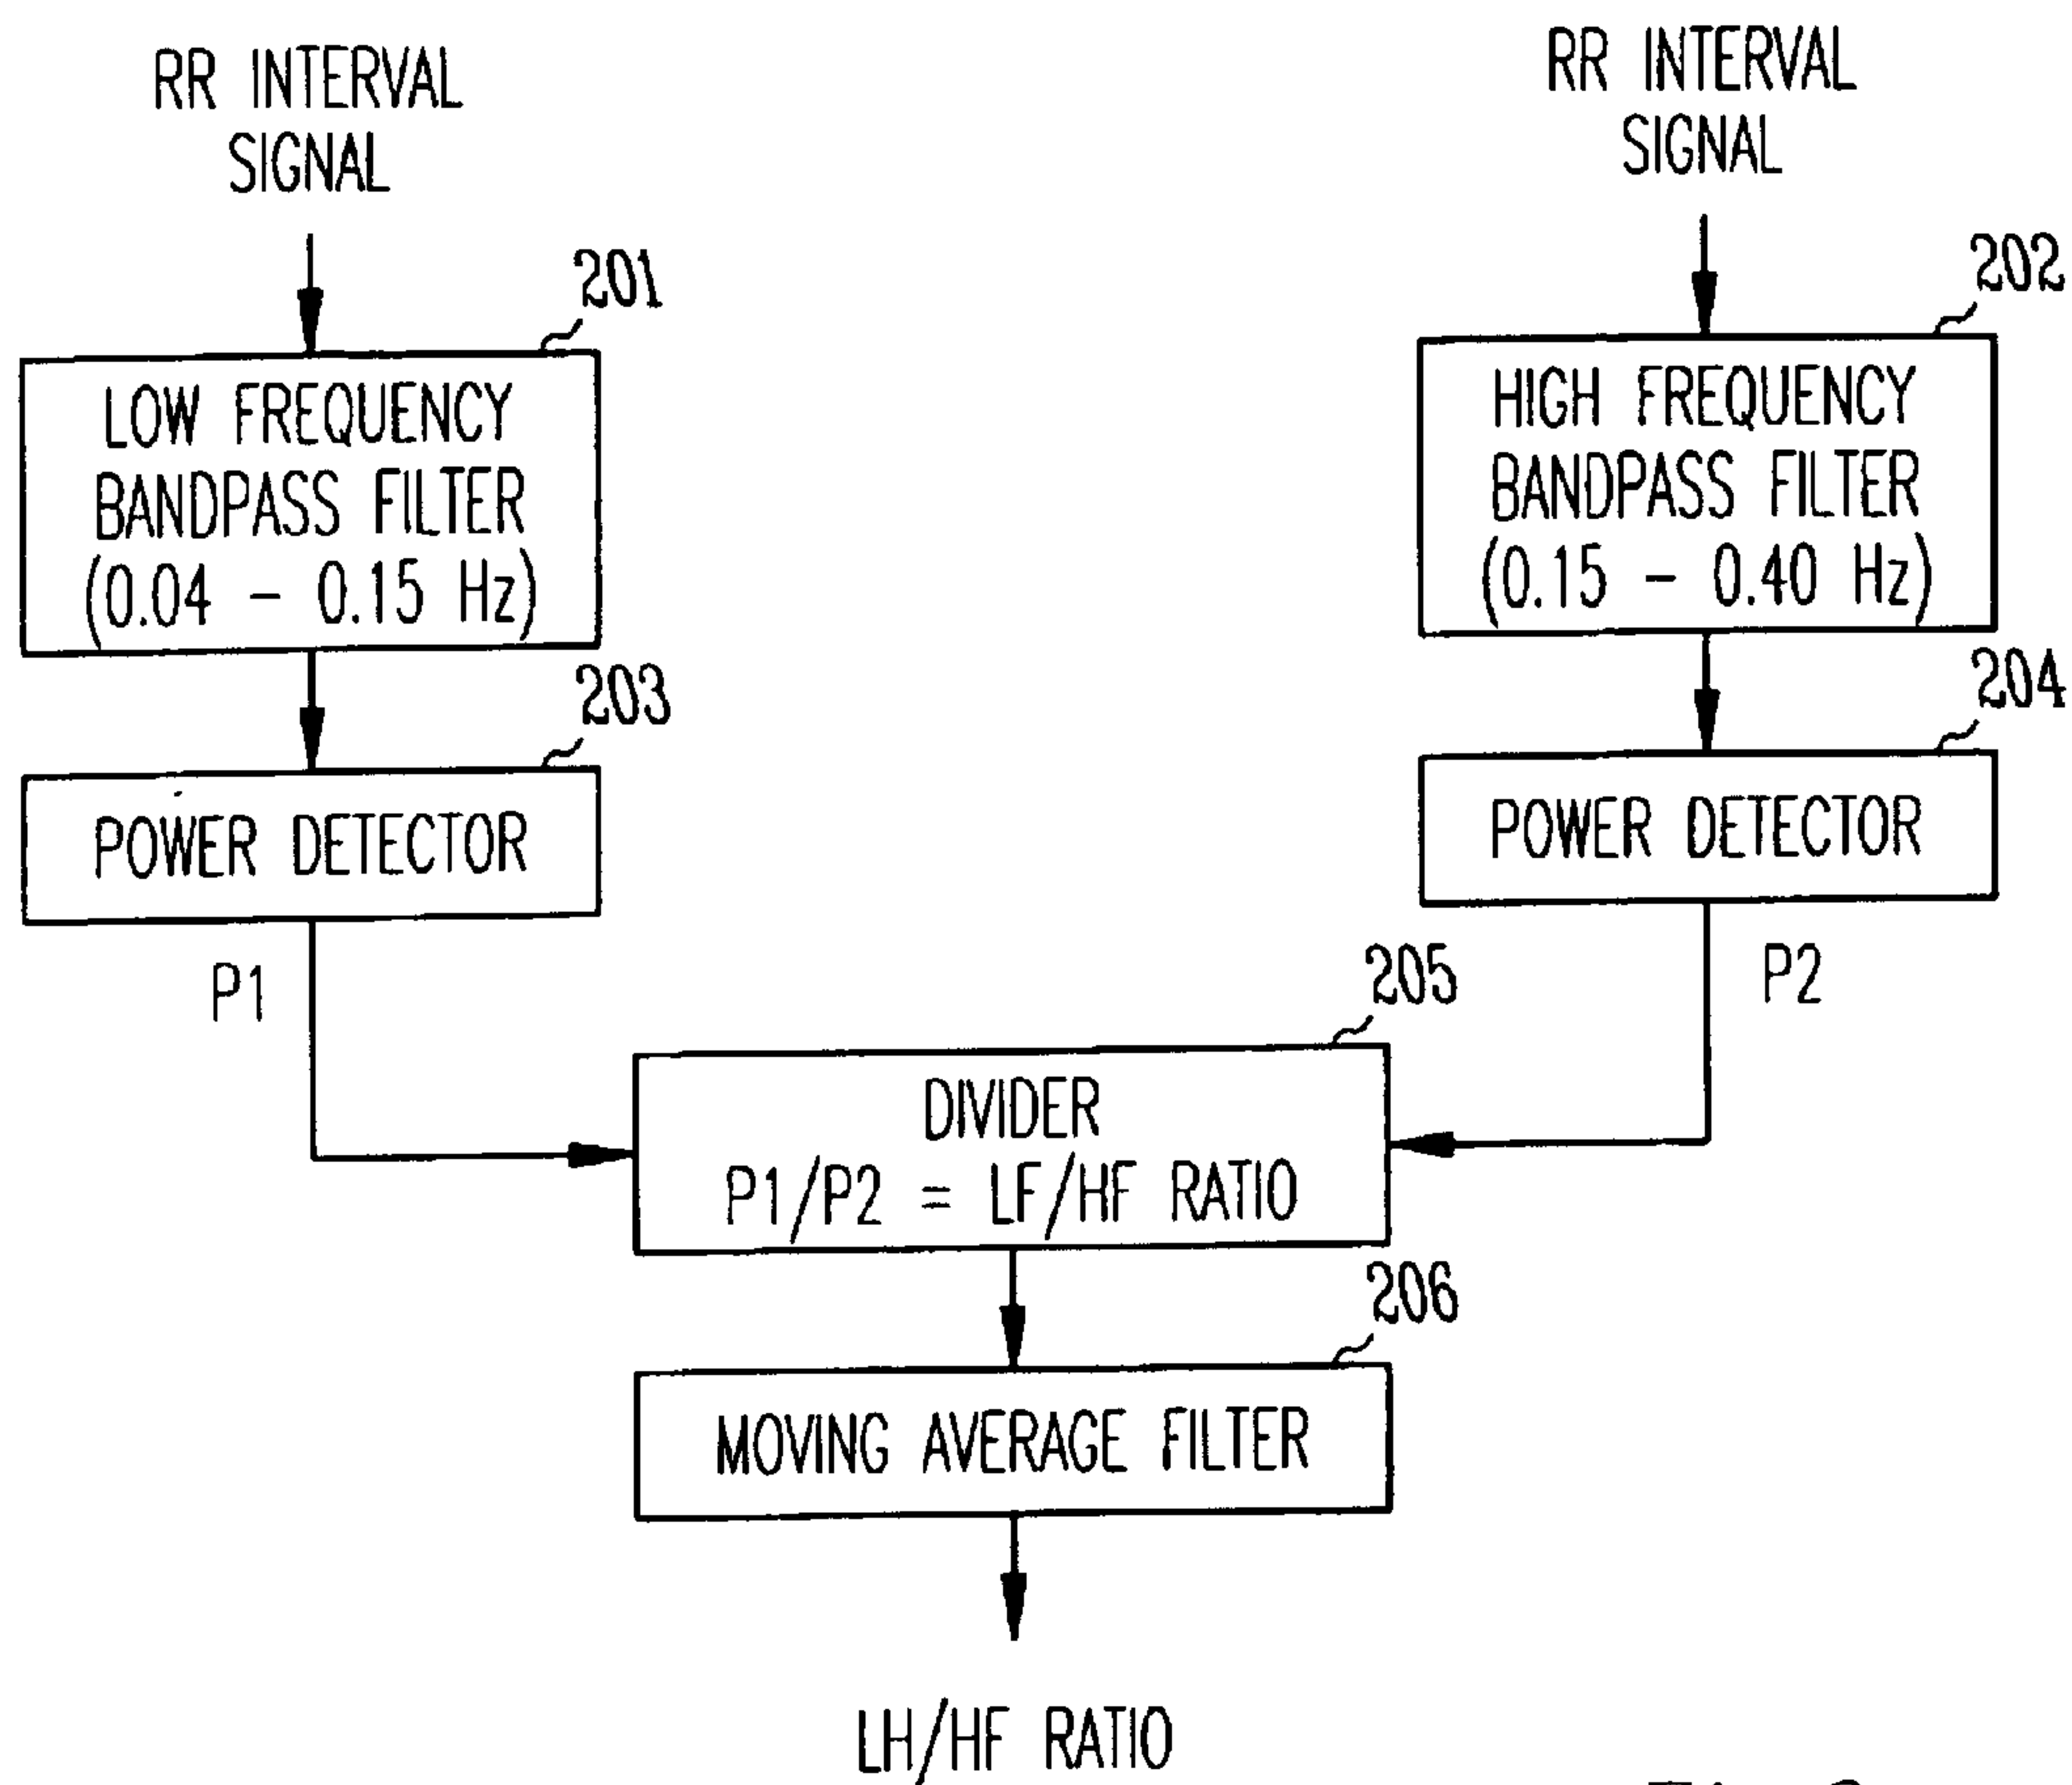 RR INTERVAL
SIGNAL
RR INTERVAL
SIGNAL
201
LOW FREQUENCY
BANDPASS FILTER
(0.04 - 0.15 Hz)
202
HIGH FREQUENCY
BANDPASS FILTER
(0.15 - 0.40 Hz)
203
POWER DETECTOR
204
POWER DETECTOR
P1
P2
205
DIVIDER
P1/P2 = LF/HF RATIO
206
MOVING AVERAGE FILTER
LH/HF RATIO